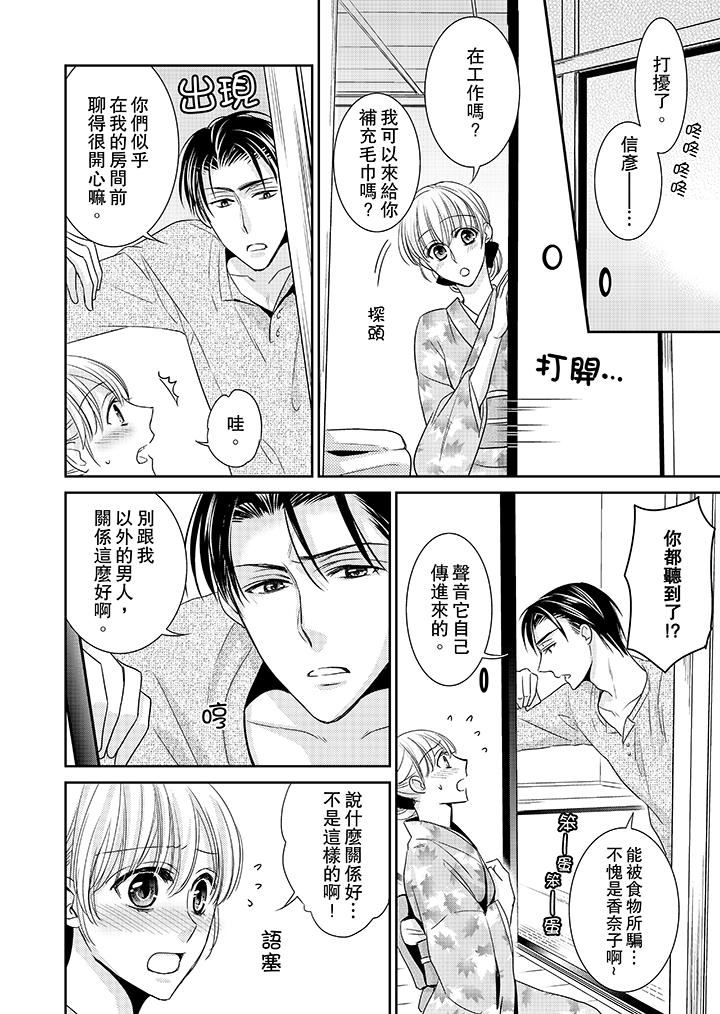 打擾了。
信彥——…
咚咚
咚咚
打開…
在工作嗎？
我可以來給你
補充毛巾嗎？
探頭
出現
你們似乎
在我的房間前
聊得很開心嘛。
哇。
你都聽到了!?
聲音它自己
傳進來的。
能被食物所騙…
不愧是香奈子啊~
笨—蛋
笨—蛋
別跟我
以外的男人，
關係這麼好啊。
哼
說什麼關係好…
不是這樣的啊！
語塞